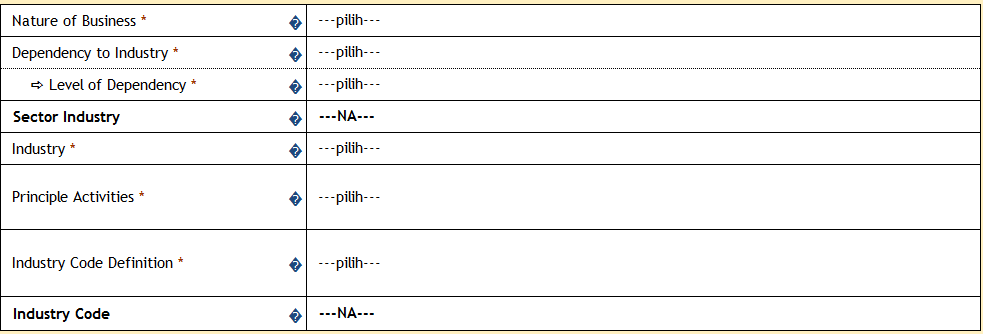 Nature of Business * ? ---pilih---
Dependency to Industry * ? ---pilih---
⇨ Level of Dependency * ? ---pilih---
Sector Industry ? ---NA---
Industry * ? ---pilih---
Principle Activities * ? ---pilih---
Industry Code Definition * ? ---pilih---
Industry Code ? ---NA---